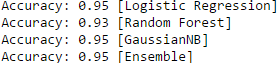 Accuracy: 0.95 [Logistic Regression]
Accuracy: 0.93 [Random Forest]
Accuracy: 0.95 [GaussianNB]
Accuracy: 0.95 [Ensemble]